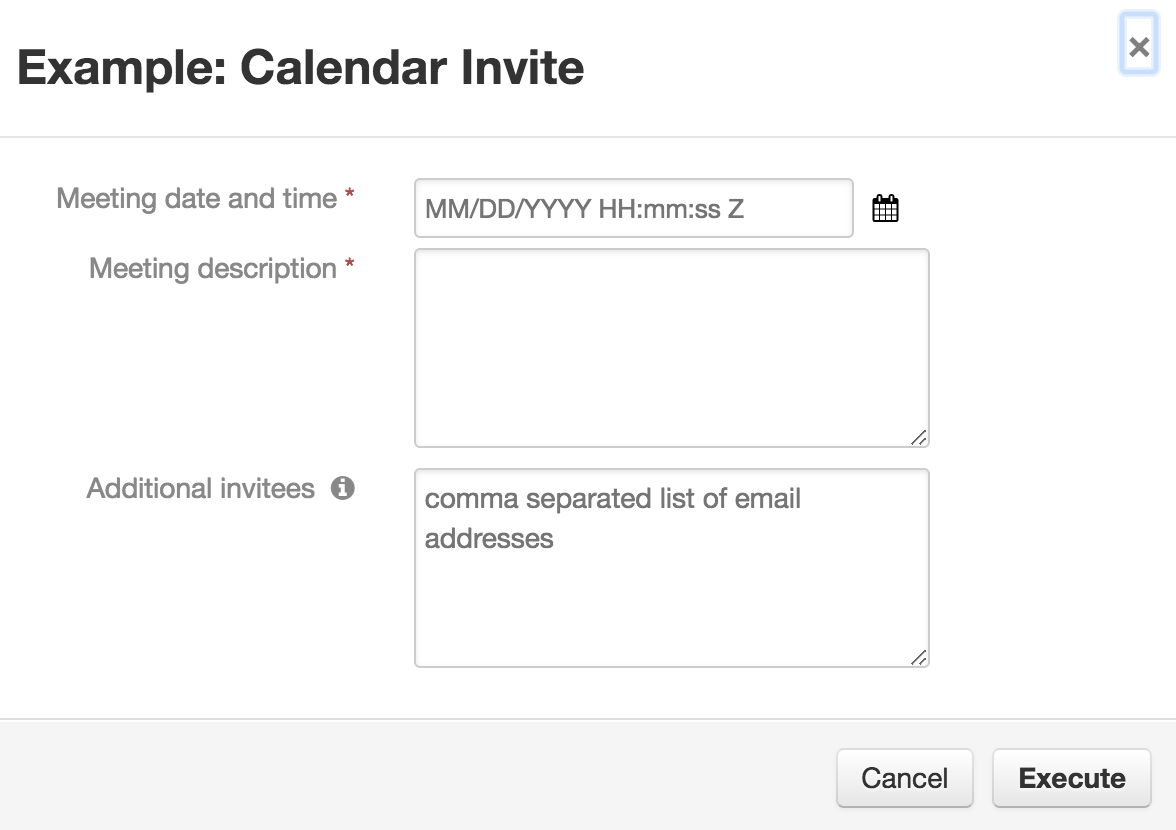 Example: Calendar Invite
Meeting date and time *
MM/DD/YYYY HH:mm:ss Z
Meeting description *
Additional invitees
comma separated list of email
addresses
Cancel
Execute